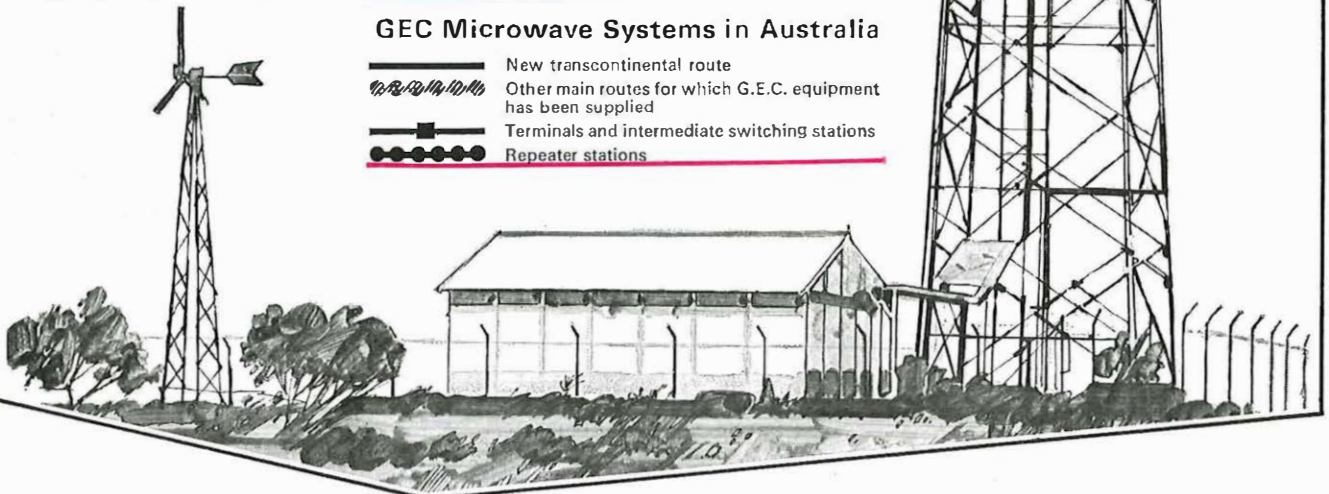 GEC Microwave Systems in Australia
New transcontinental route
Other main routes for which G.E.C. equipment
has been supplied
Terminals and intermediate switching stations
Repeater stations